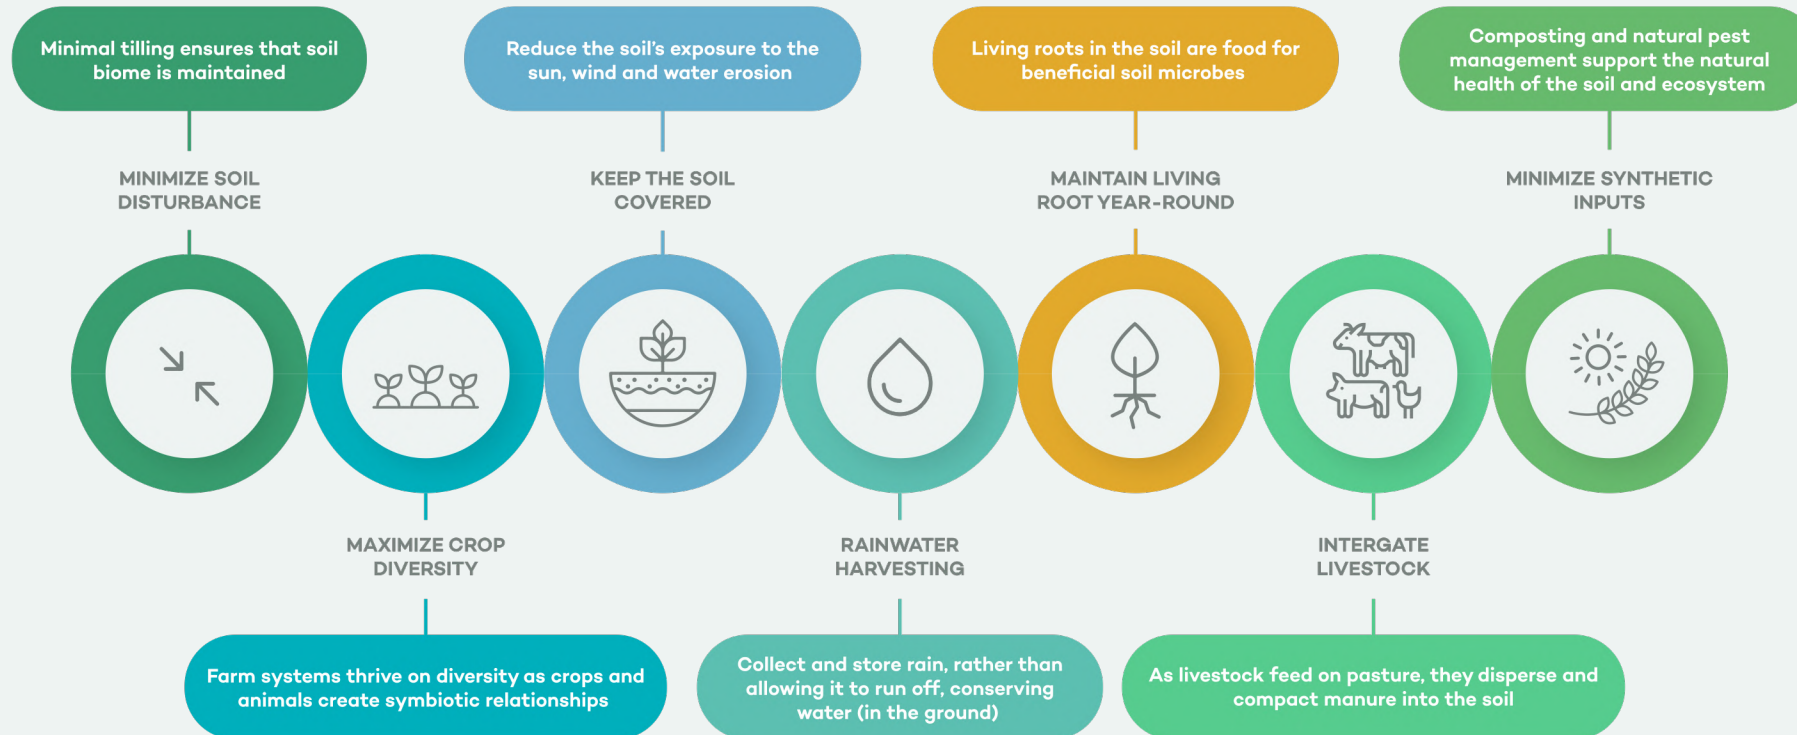 Minimal tilling ensures that soil
biome is maintained
MINIMIZE SOIL
DISTURBANCE
Reduce the soil's exposure to the
sun, wind and water erosion
KEEP THE SOIL
COVERED
Living roots in the soil are food for
beneficial soil microbes
MAINTAIN LIVING
ROOT YEAR-ROUND
Composting and natural pest
management support the natural
health of the soil and ecosystem
MINIMIZE SYNTHETIC
INPUTS
MAXIMIZE CROP
DIVERSITY
Farm systems thrive on diversity as crops and
animals create symbiotic relationships
RAINWATER
HARVESTING
Collect and store rain, rather than
allowing it to run off, conserving
water (in the ground)
INTERGATE
LIVESTOCK
As livestock feed on pasture, they disperse and
compact manure into the soil